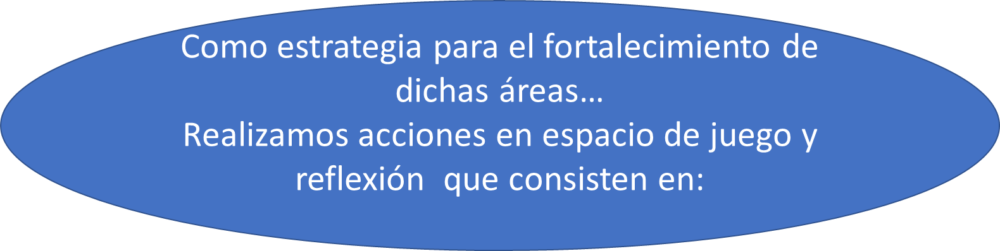 Como estrategia para el fortalecimiento de
dichas áreas…
Realizamos acciones en espacio de juego y
reflexión  que consisten en: